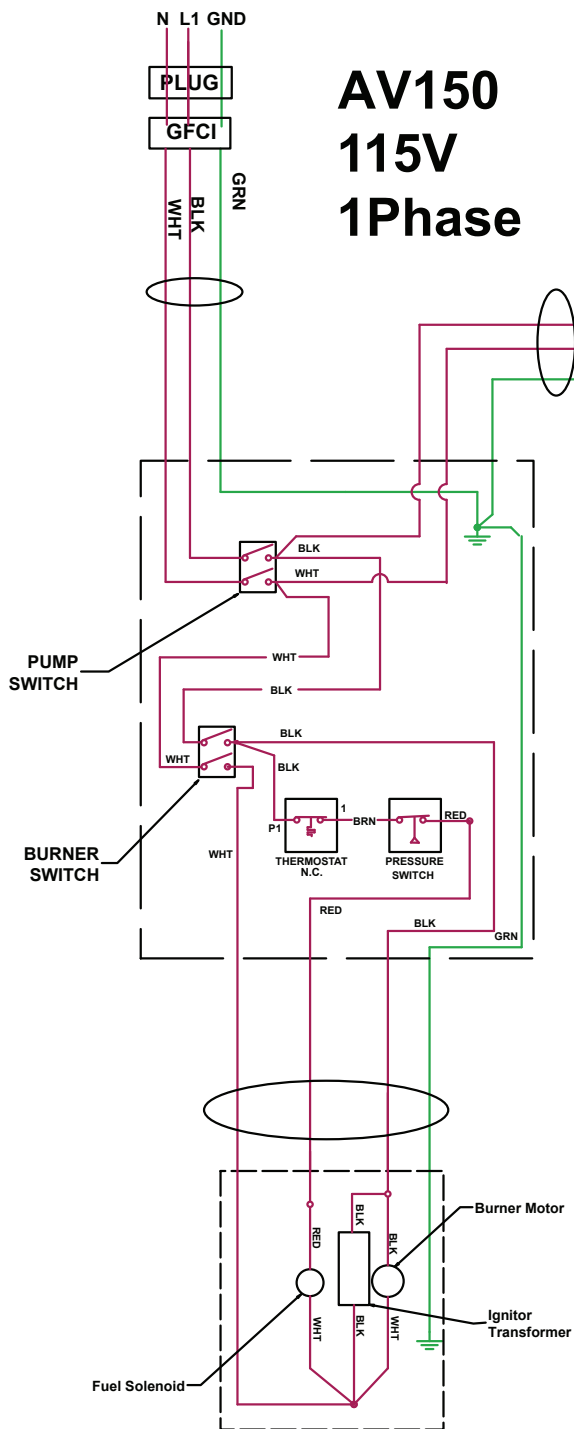 N L1 GND
PLUG
GFCI
AV150
115V
1Phase
WHT
BLK
GRN
BLK
WHT
PUMP
SWITCH
WHT
BLK
BLK
WHT
BLK
BURNER
SWITCH
WHT
P1
1
BRN
RED
THERMOSTAT
N.C.
PRESSURE
SWITCH
RED
BLK
GRN
BLK
RED
BLK
Burner Motor
WHT
BLK
WHT
Ignitor
Transformer
Fuel Solenoid